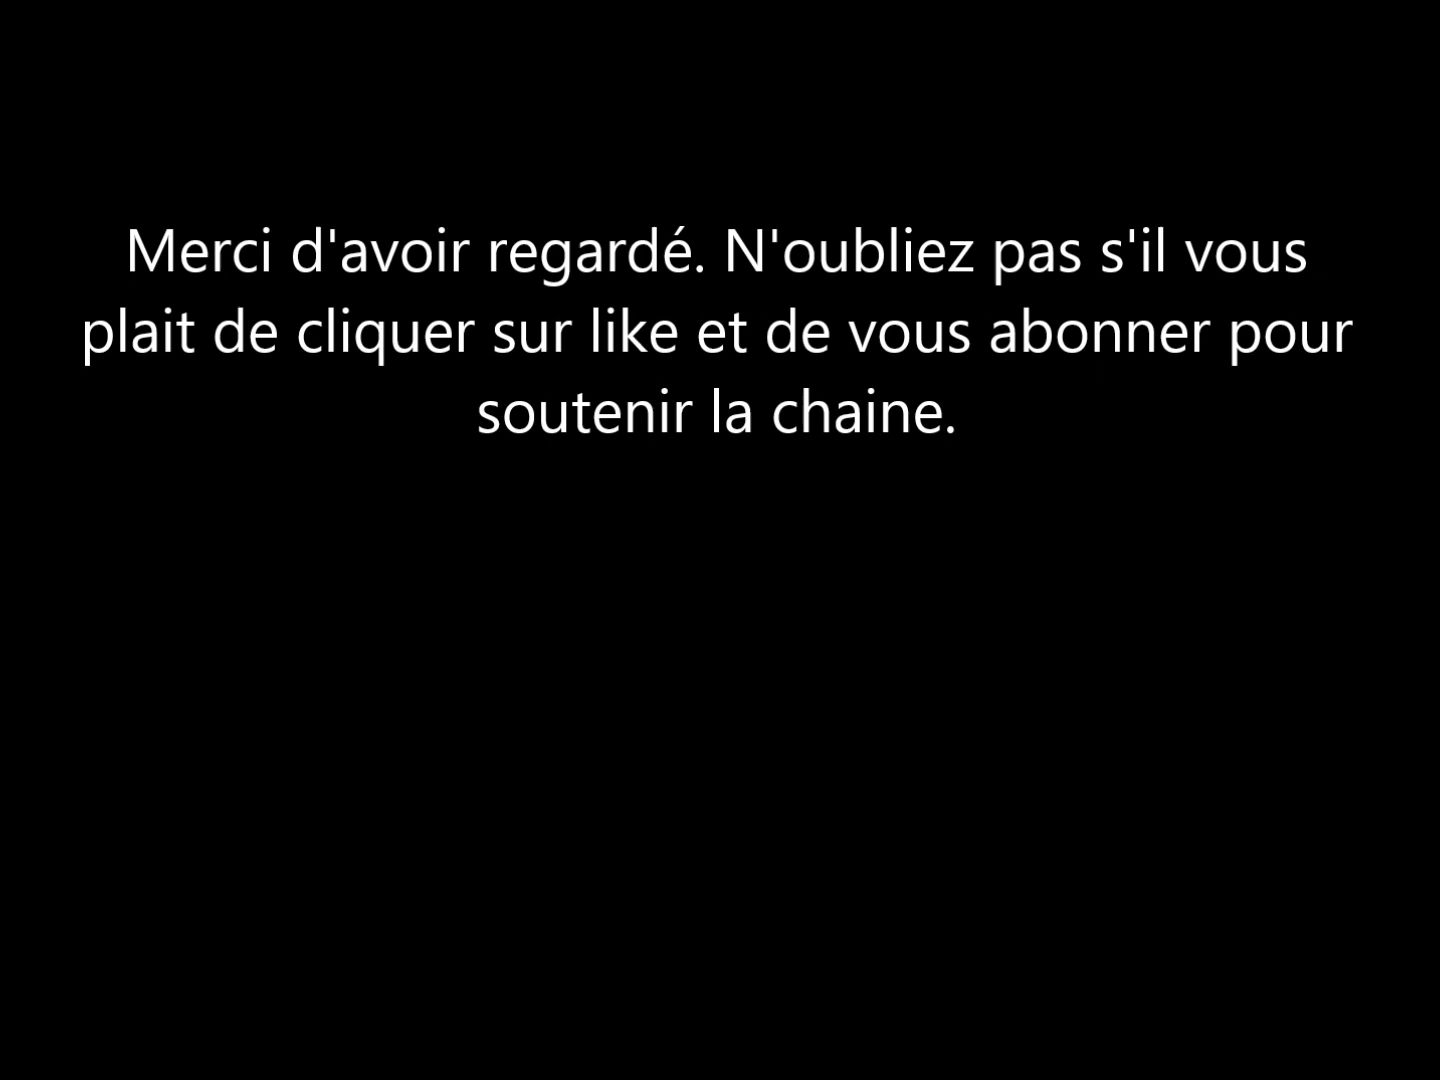 Merci d'avoir regardé. N'oubliez pas s'il vous
plait de cliquer sur like et de vous abonner pour
soutenir la chaine.